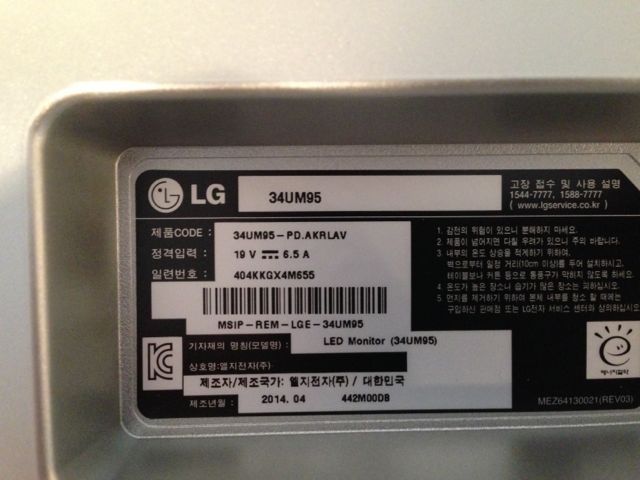 LG
34UM95
고장 접수 및 사용 설명
1544-7777, 1588-7777
( www.lgservice.co.kr )
제품CODE : 34UM95-PD.AKRLAV
정격입력 : 19 V 6.5 A
일련번호 : 404KKGX4M655
MSIP-REM-LGE-34UM95
기자재의 명칭(모델명) : LED Monitor (34UM95)
상호명:엘지전자(주)
제조자/제조국가: 엘지전자(주) / 대한민국
제조년월 : 2014. 04 442M00DB
1. 감전의 위험이 있으니 분해하지 마세요.
2. 제품이 넘어지면 다칠 우려가 있으니 주의 바랍니다.
3. 내부의 온도 상승을 적게하기 위하여,
벽으로부터 일정 거리(10cm 이상)를 두어 설치하시고,
테이블보나 커튼 등으로 통풍구가 막히지 않도록 하세요.
4. 온도가 높은 장소나 습기가 많은 곳은 피하십시오.
5. 먼지를 제거하기 위하여 본체 내부를 청소 할 때에는
구입하신 판매점 또는 LG전자 서비스 센터와 상의하십시오.
에너지절약
MEZ64130021(REV03)